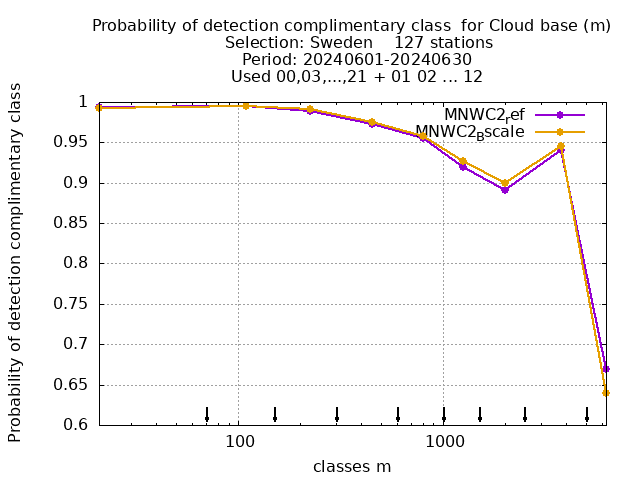 Probability of detection complimentary class  for Cloud base (m)
Selection: Sweden    127 stations
Period: 20240601-20240630
Used 00,03,...,21 + 01 02 ... 12
MNWC2ref
MNWC2Bscale
Probability of detection complimentary class
1
0.95
0.9
0.85
0.8
0.75
0.7
0.65
0.6
100
1000
classes m